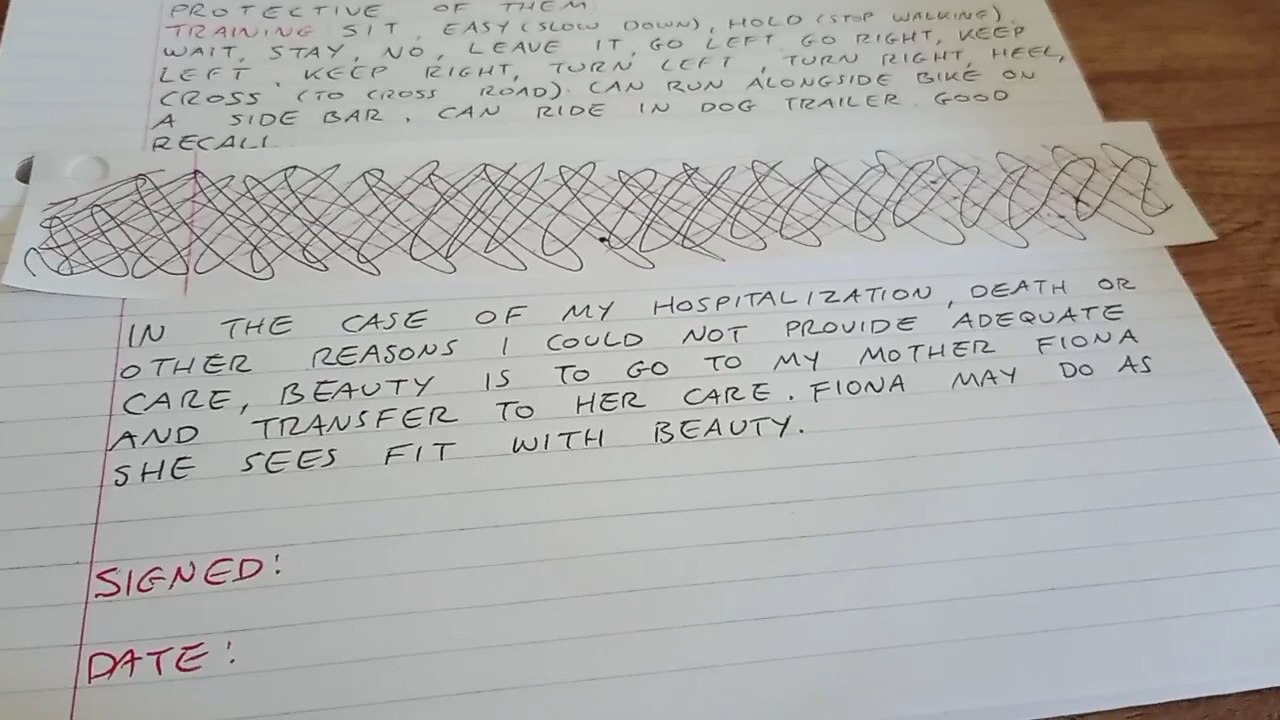 PROTECTIVE OF THEM
TRAINING SIT, EASY (SLOW DOWN), HOLD (STOP WALKING)
WAIT, STAY, NO, LEAVE IT, GO LEFT GO RIGHT, KEEP
LEFT, KEEP RIGHT, TURN LEFT, TURN RIGHT, HEEL,
CROSS (TO CROSS ROAD). CAN RUN ALONGSIDE BIKE ON
A SIDE BAR, CAN RIDE IN DOG TRAILER. GOOD
RECALL
IN THE CASE OF MY HOSPITALIZATION, DEATH OR
OTHER REASONS I COULD NOT PROVIDE ADEQUATE
CARE, BEAUTY IS TO GO TO MY MOTHER FIONA
AND TRANSFER TO HER CARE. FIONA MAY DO AS
SHE SEES FIT WITH BEAUTY.
SIGNED:
DATE: